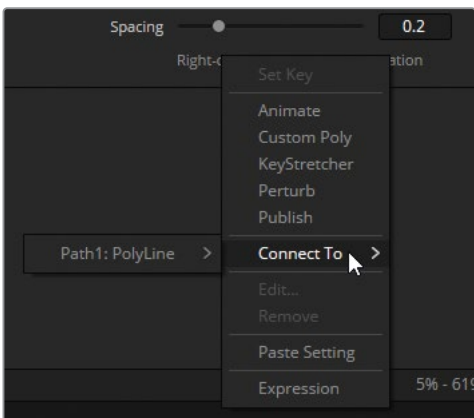 Spacing 0.2
Right-c ation
Set Key
Animate
Custom Poly
KeyStretcher
Perturb
Publish
Path1: PolyLine > Connect To >
Edit...
Remove
Paste Setting
Expression 5% - 619